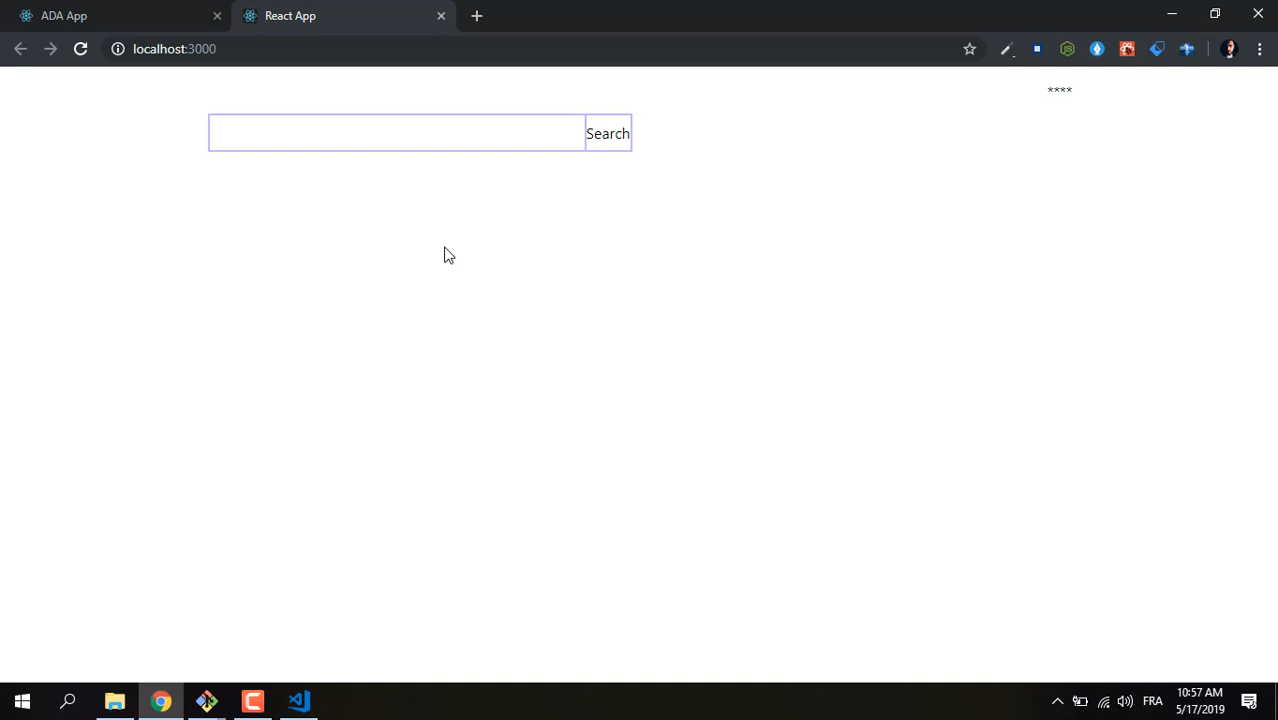 ADA App
React App
localhost:3000
****
Search
FRA
10:57 AM
5/17/2019